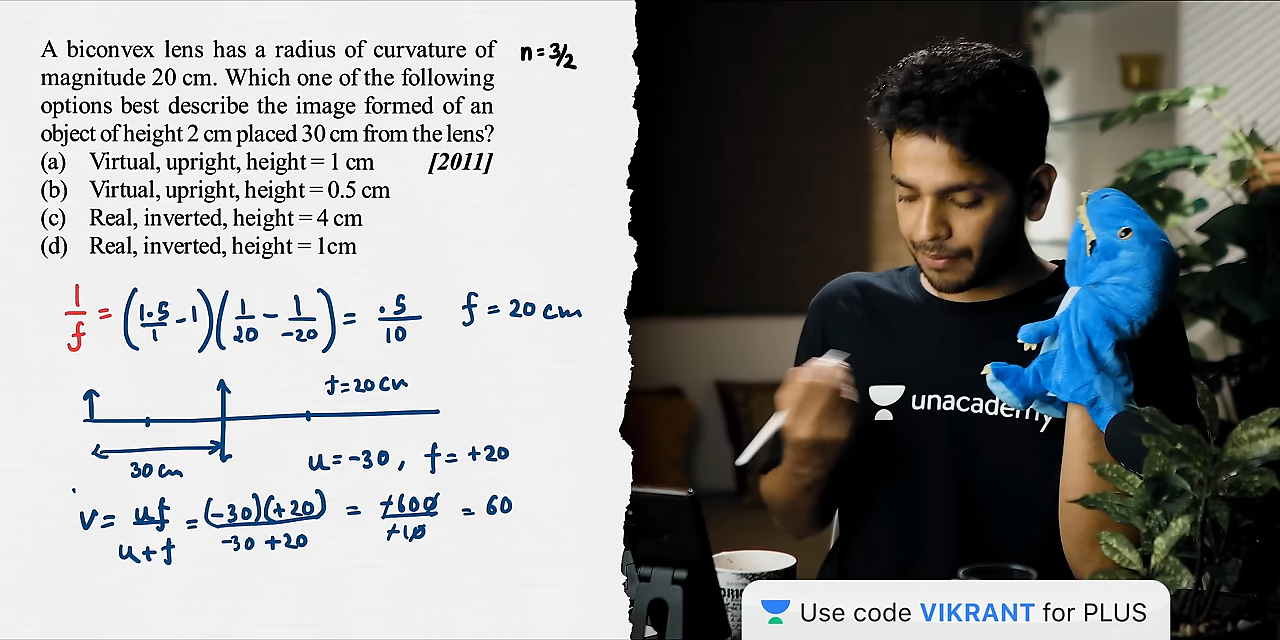 A biconvex lens has a radius of curvature of n = 3/2
magnitude 20 cm. Which one of the following
options best describe the image formed of an
object of height 2 cm placed 30 cm from the lens?
(a) Virtual, upright, height = 1 cm [2011]
(b) Virtual, upright, height = 0.5 cm
(c) Real, inverted, height = 4 cm
(d) Real, inverted, height = 1cm
1/f = (1.5/1 - 1)(1/20 - 1/-20) = .5/10 f = 20 cm
f = 20 cm
30 cm
u = -30, f = +20
v = uf/u+f = (-30)(+20)/-30 +20 = +600/+10 = 60
unacademy
Use code VIKRANT for PLUS